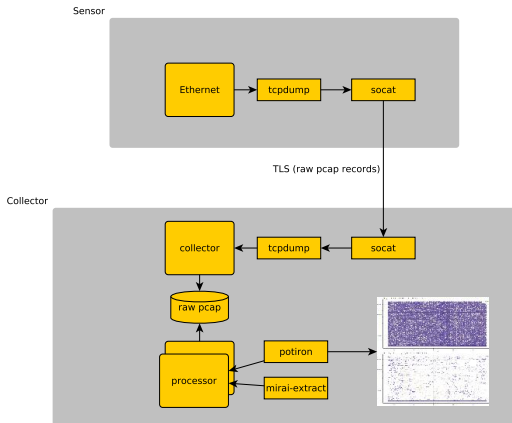 Sensor
Ethernet
tcpdump
socat
TLS (raw pcap records)
Collector
collector
tcpdump
socat
raw pcap
potiron
processor
mirai-extract